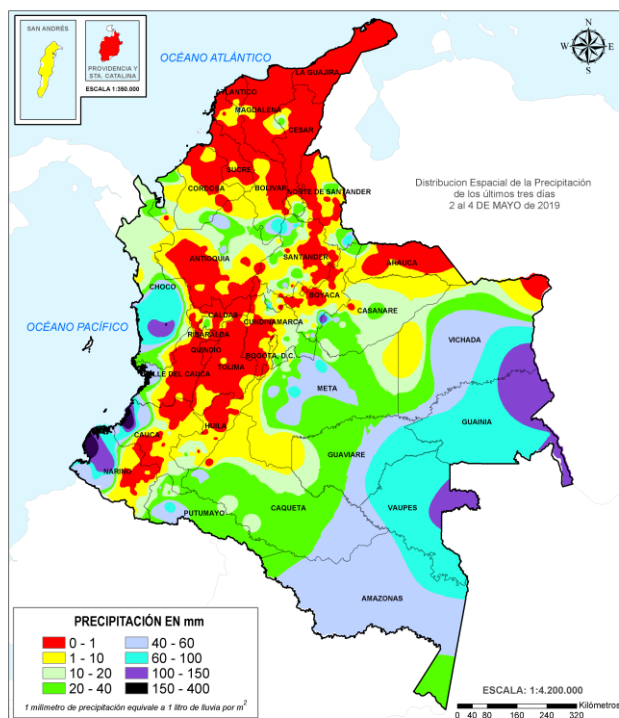 SAN ANDRÉS
PROVIDENCIA Y
STA. CATALINA
ESCALA 1:350.000
OCÉANO ATLÁNTICO
N
W
E
S
LA GUAJIRA
ATLANTICO
MAGDALENA
CESAR
SUCRE
CORDOBA
BOLIVAR
NORTE DE SANTANDER
Distribucion Espacial de la Precipitación
de los últimos tres días
2 al 4 DE MAYO de 2019
ANTIOQUIA
SANTANDER
ARAUCA
CHOCO
BOYACA
CASANARE
OCÉANO PACÍFICO
CALDAS
CUNDINAMARCA
RISARALDA
VICHADA
QUINDIO
BOGOTA, D.C.
TOLIMA
VALLE DEL CAUCA
META
GUAINIA
HUILA
CAUCA
GUAVIARE
NARIÑO
PUTUMAYO
CAQUETA
VAUPES
AMAZONAS
PRECIPITACIÓN EN mm
0 - 1
40 - 60
1 - 10
60 - 100
10 - 20
100 - 150
20 - 40
150 - 400
1 milimetro de precipitación equivale a 1 litro de lluvia por m2
ESCALA: 1:4.200.000
Kilómetros
0 40 80 160 240 320